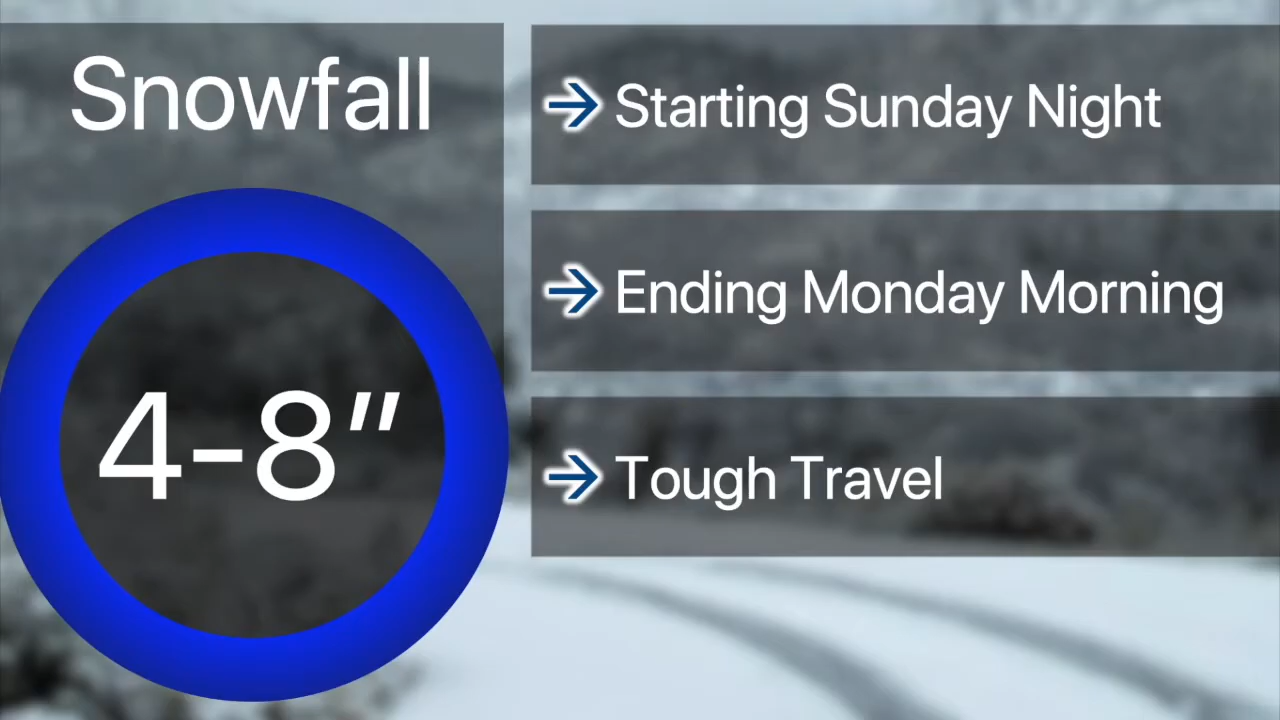 Snowfall
4-8"
Starting Sunday Night
Ending Monday Morning
Tough Travel